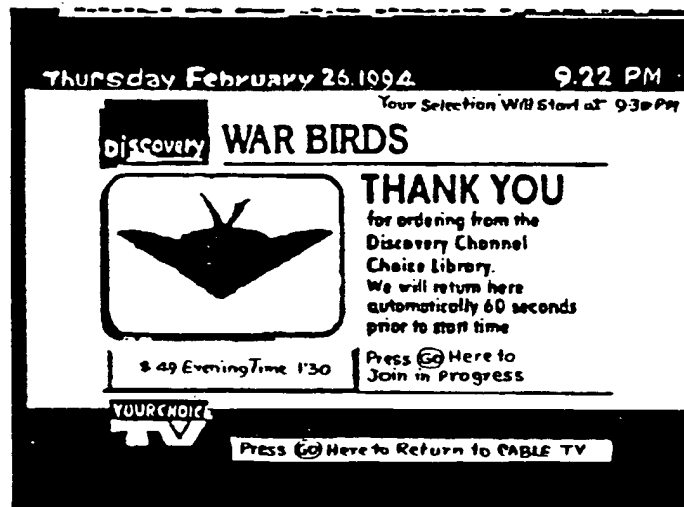 Thursday February 26.1994 9.22 PM
Your Selection Will Start at 9:30 PM
Discovery WAR BIRDS
THANK YOU
for ordering from the
Discovery Channel
Choice Library.
We will return here
automatically 60 seconds
prior to start time
$ 49 Evening Time 1'30
Press Go Here to
Join in Progress
YOUR CHOICE
TV
Press Go Here to Return to CABLE TV